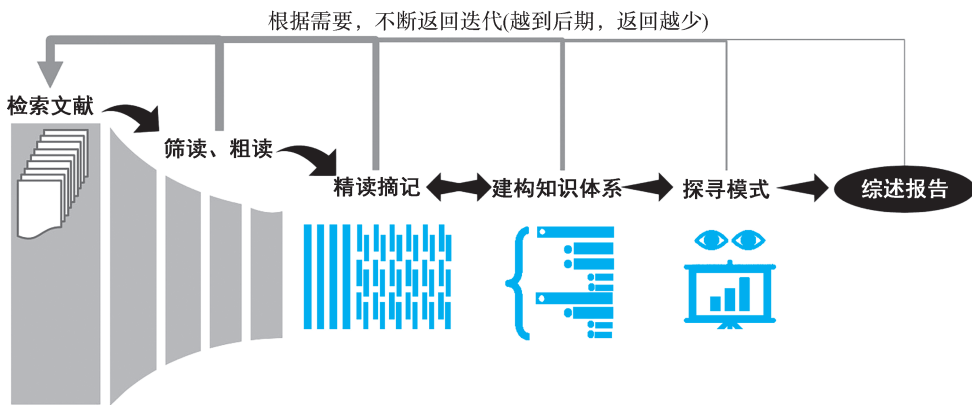 根据需要，不断返回迭代(越到后期，返回越少)
检索文献
筛读、粗读
精读摘记
建构知识体系
探寻模式
综述报告